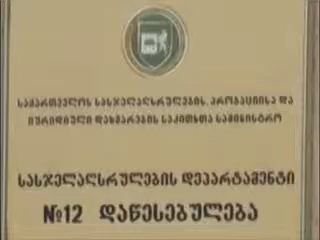 საქართველოს სასჯელაღსრულების, პრობაციისა და
იურიდიული დახმარების საკითხთა სამინისტრო
სასჯელაღსრულების დეპარტამენტი
№12 დაწესებულება